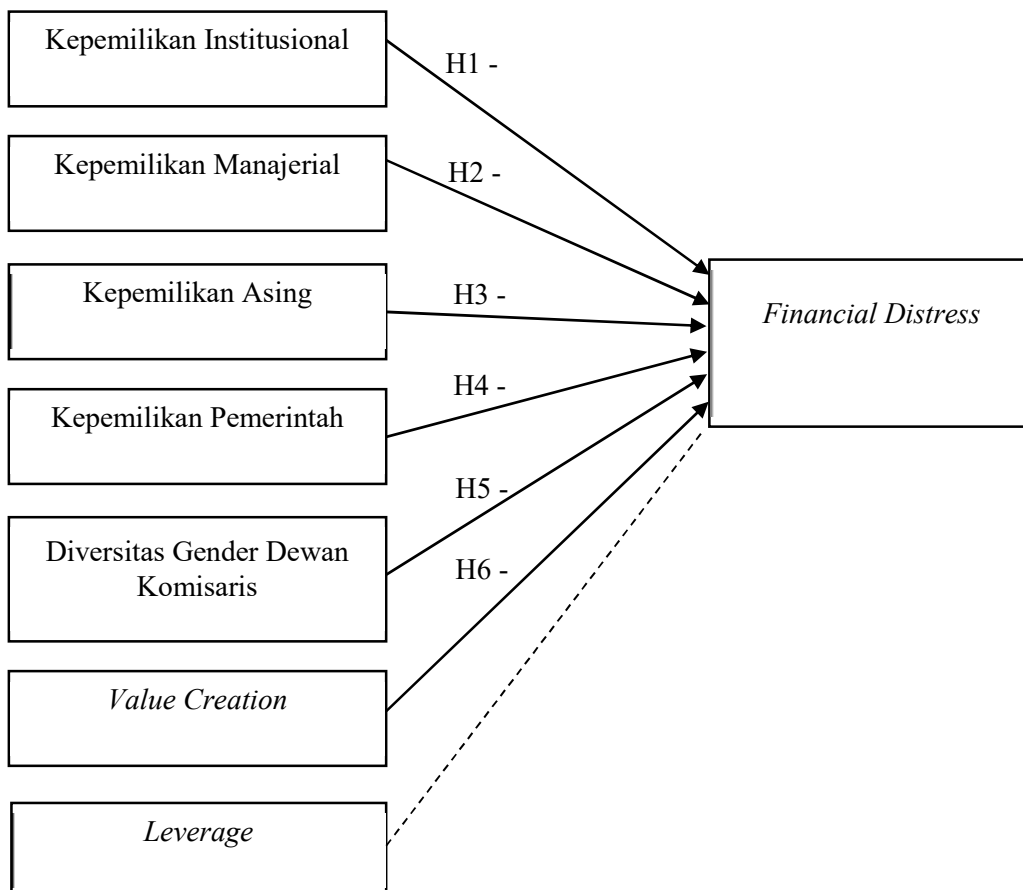 Kepemilikan Institusional
H1 -
Kepemilikan Manajerial
H2 -
Kepemilikan Asing
H3 -
Financial Distress
Kepemilikan Pemerintah
H4 -
H5 -
Diversitas Gender Dewan
Komisaris
H6 -
Value Creation
Leverage